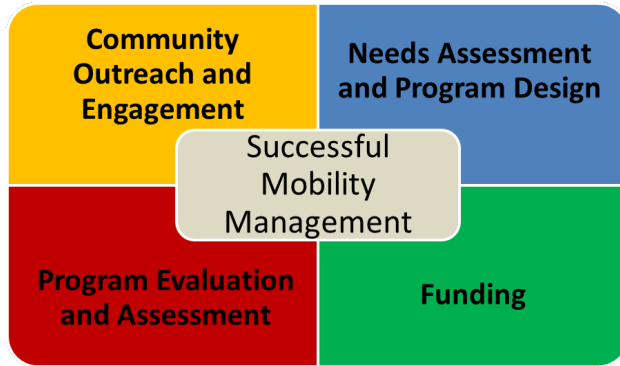 Community
Outreach and
Engagement
Needs Assessment
and Program Design
Successful
Mobility
Management
Program Evaluation
and Assessment
Funding